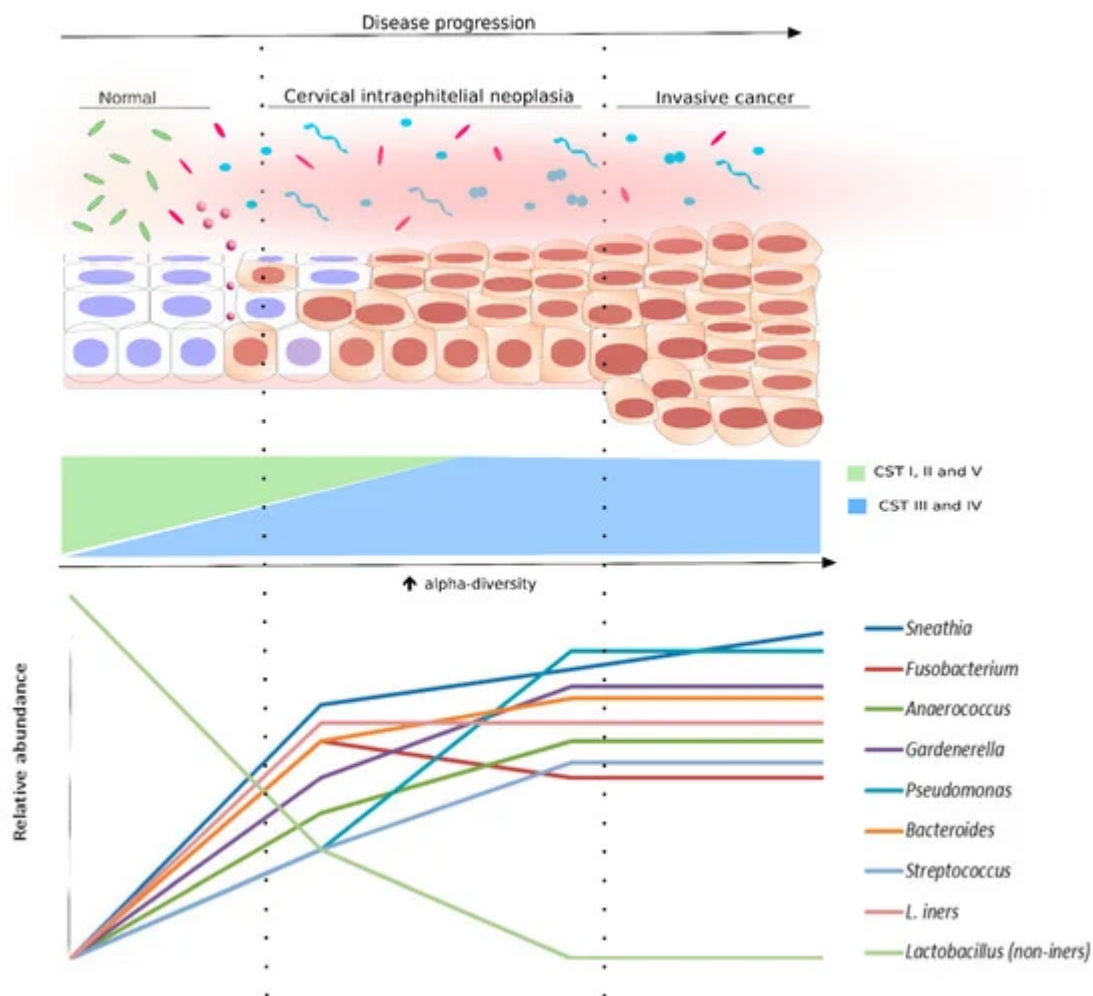 Disease progression
Normal
Cervical intraephitelial neoplasia
Invasive cancer
CST I, II and V
CST III and IV
↑ alpha-diversity
Relative abundance
Sneathia
Fusobacterium
Anaerococcus
Gardenerella
Pseudomonas
Bacteroides
Streptococcus
L. iners
Lactobacillus (non-iners)